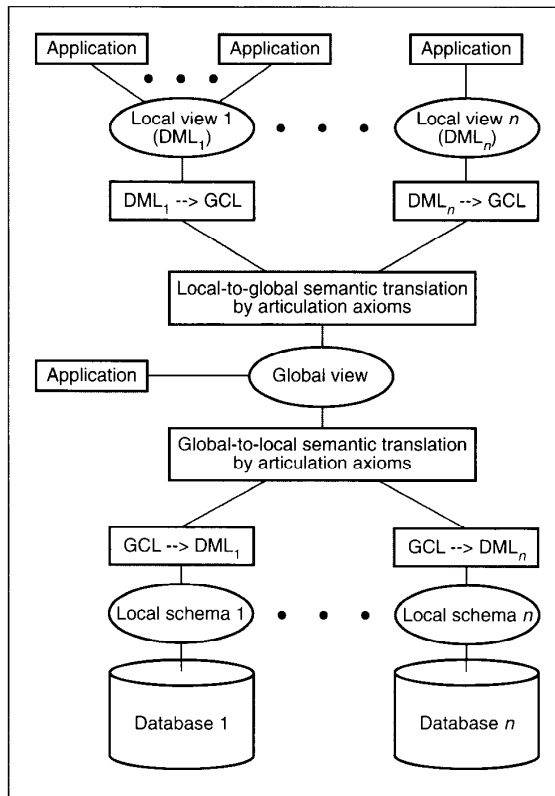 Application Application Application
Local view 1 Local view n
(DML1) (DMLn)
DML1 --> GCL DMLn --> GCL
Local-to-global semantic translation
by articulation axioms
Application Global view
Global-to-local semantic translation
by articulation axioms
GCL --> DML1 GCL --> DMLn
Local schema 1 Local schema n
Database 1 Database n